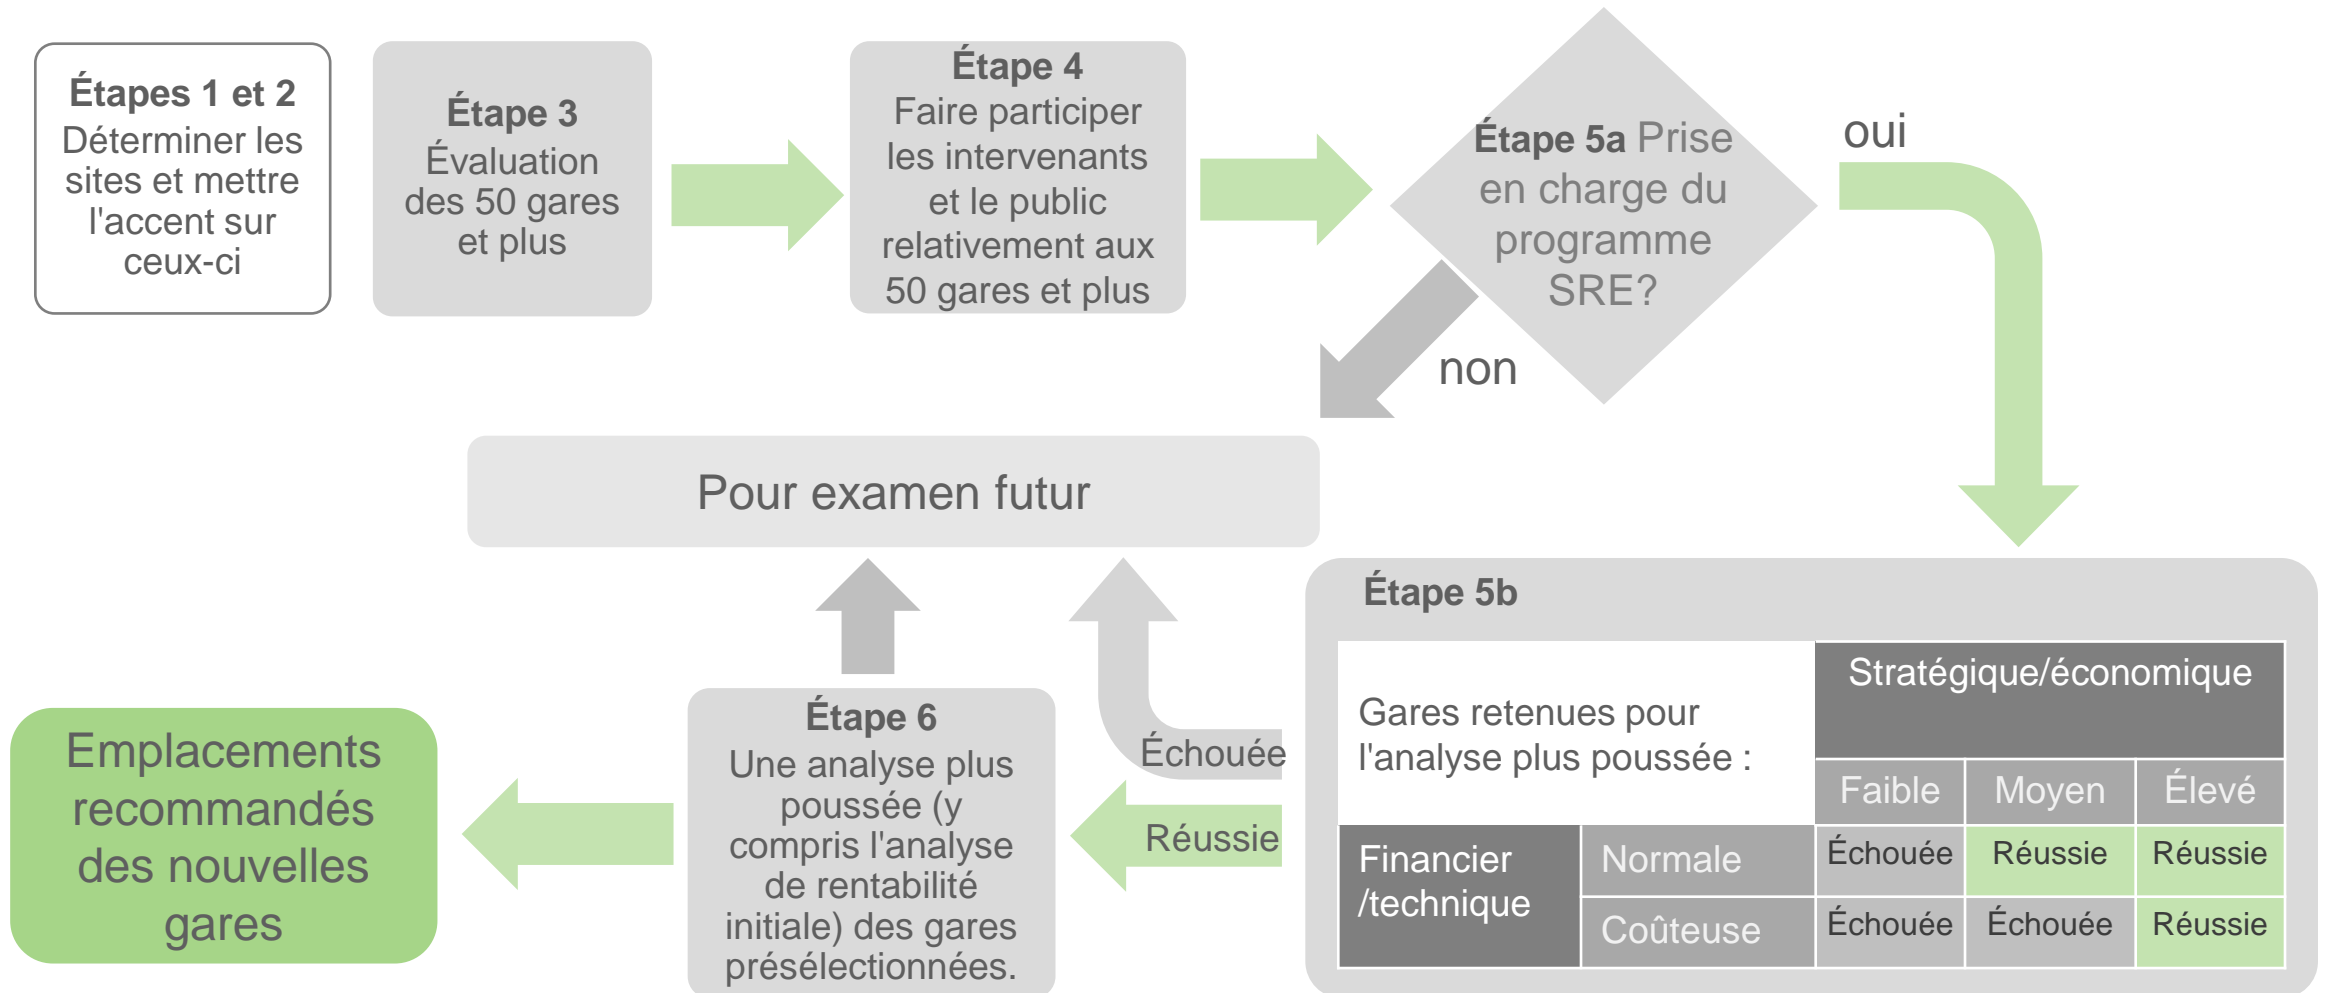 Étapes 1 et 2
Déterminer les
sites et mettre
l'accent sur
ceux-ci
Étape 3
Évaluation
des 50 gares
et plus
Étape 4
Faire participer
les intervenants
et le public
relativement aux
50 gares et plus
Étape 5a Prise
en charge du
programme
SRE?
oui
non
Pour examen futur
Étape 5b
Gares retenues pour
l'analyse plus poussée :
Stratégique/économique
Faible Moyen Élevé
Financier
/technique
Normale
Échouée Réussie Réussie
Coûteuse
Échouée Échouée Réussie
Échouée
Réussie
Étape 6
Une analyse plus
poussée (y
compris l'analyse
de rentabilité
initiale) des gares
présélectionnées.
Emplacements
recommandés
des nouvelles
gares